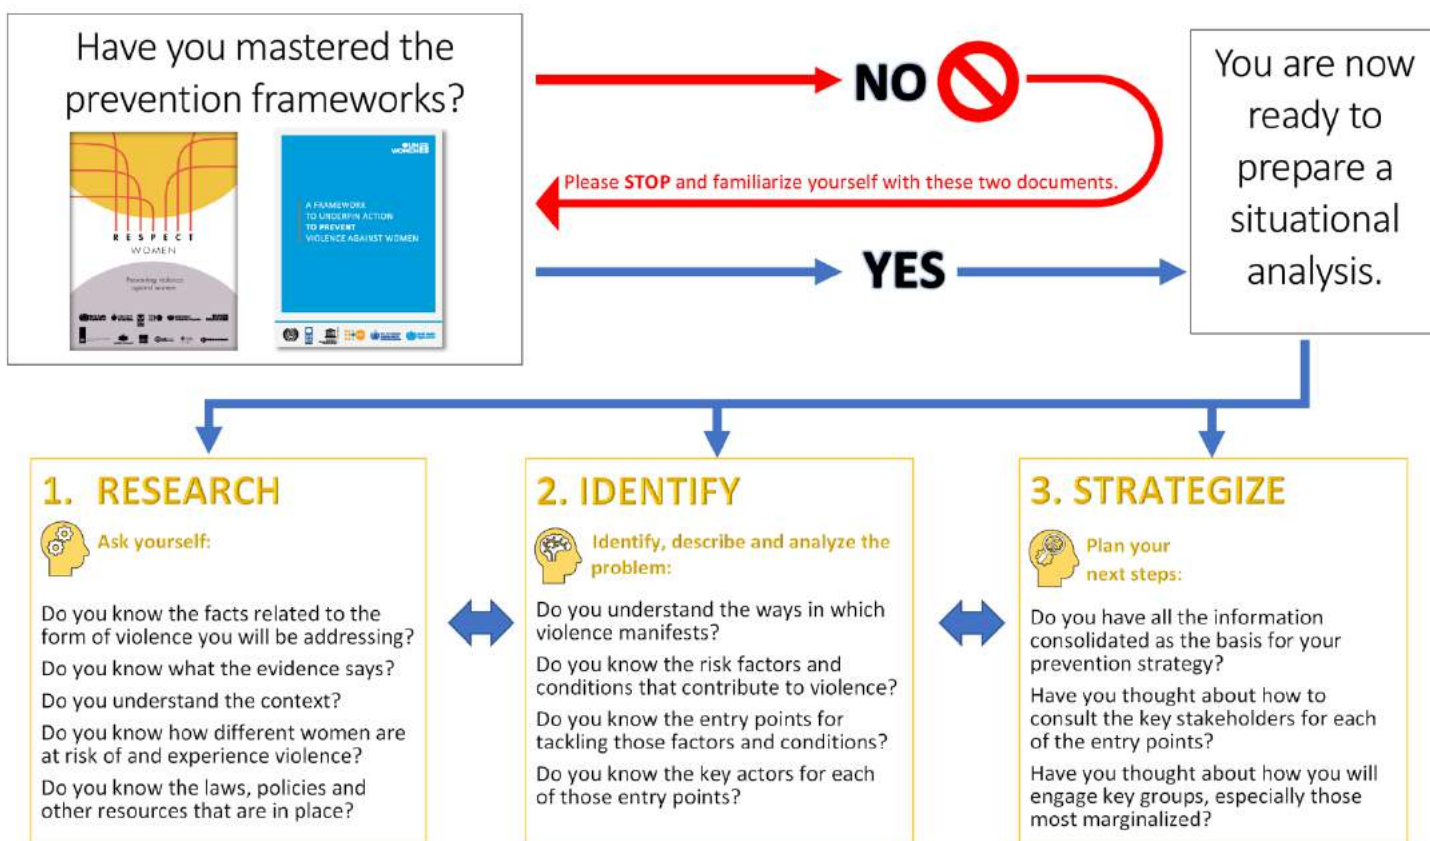 Have you mastered the
prevention frameworks?
RESPECT
WOMEN
Preventing violence
against women
UN
WOMEN
A FRAMEWORK
TO UNDERPIN ACTION
TO PREVENT
VIOLENCE AGAINST WOMEN
NO
Please STOP and familiarize yourself with these two documents.
YES
You are now
ready to
prepare a
situational
analysis.
1. RESEARCH
Ask yourself:
Do you know the facts related to the
form of violence you will be addressing?
Do you know what the evidence says?
Do you understand the context?
Do you know how different women are
at risk of and experience violence?
Do you know the laws, policies and
other resources that are in place?
2. IDENTIFY
Identify, describe and analyze the
problem:
Do you understand the ways in which
violence manifests?
Do you know the risk factors and
conditions that contribute to violence?
Do you know the entry points for
tackling those factors and conditions?
Do you know the key actors for each
of those entry points?
3. STRATEGIZE
Plan your
next steps:
Do you have all the information
consolidated as the basis for your
prevention strategy?
Have you thought about how to
consult the key stakeholders for each
of the entry points?
Have you thought about how you will
engage key groups, especially those
most marginalized?